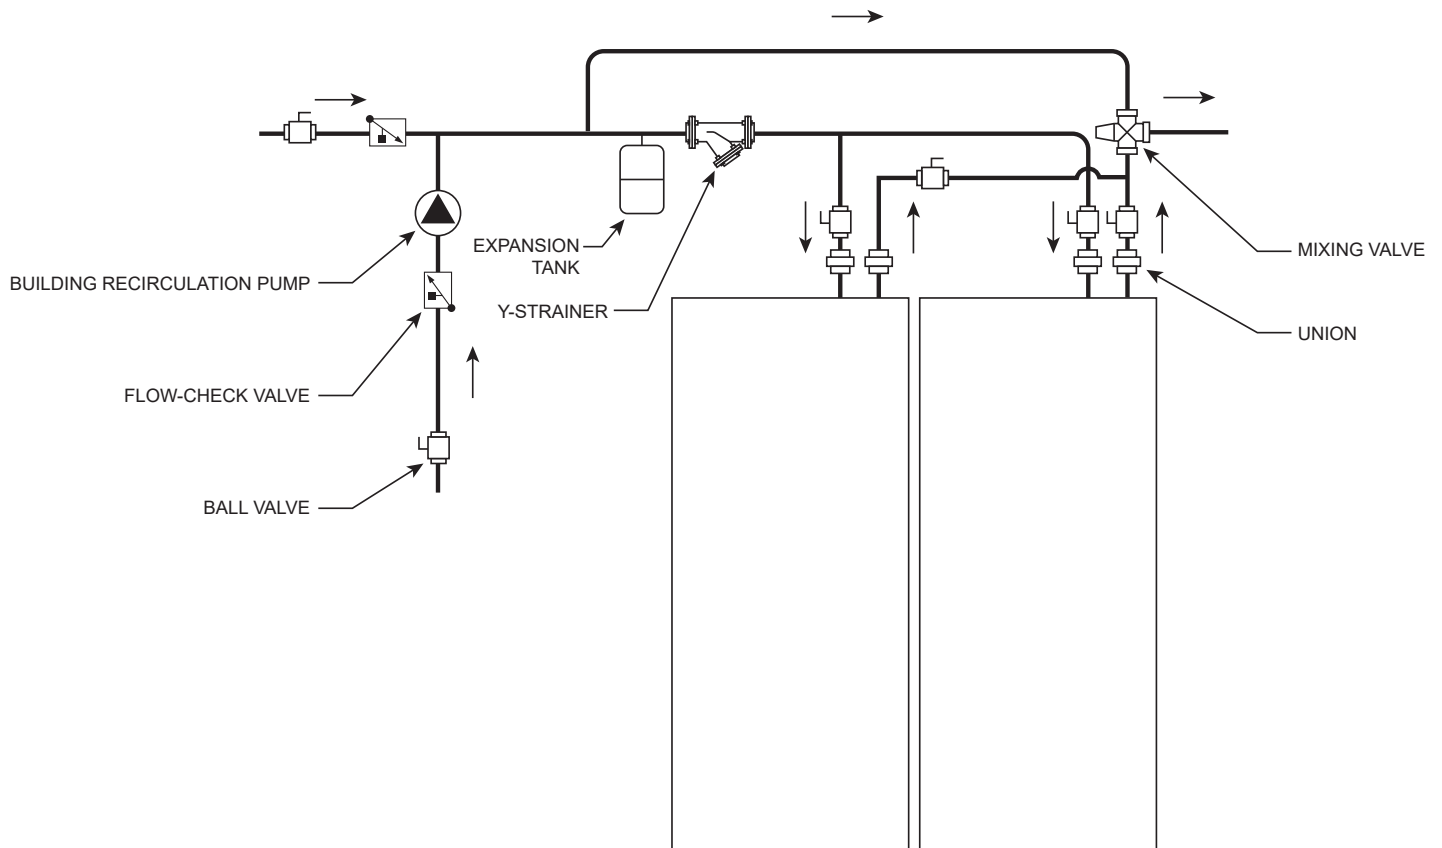 EXPANSION
TANK
MIXING VALVE
BUILDING RECIRCULATION PUMP
Y-STRAINER
UNION
FLOW-CHECK VALVE
BALL VALVE